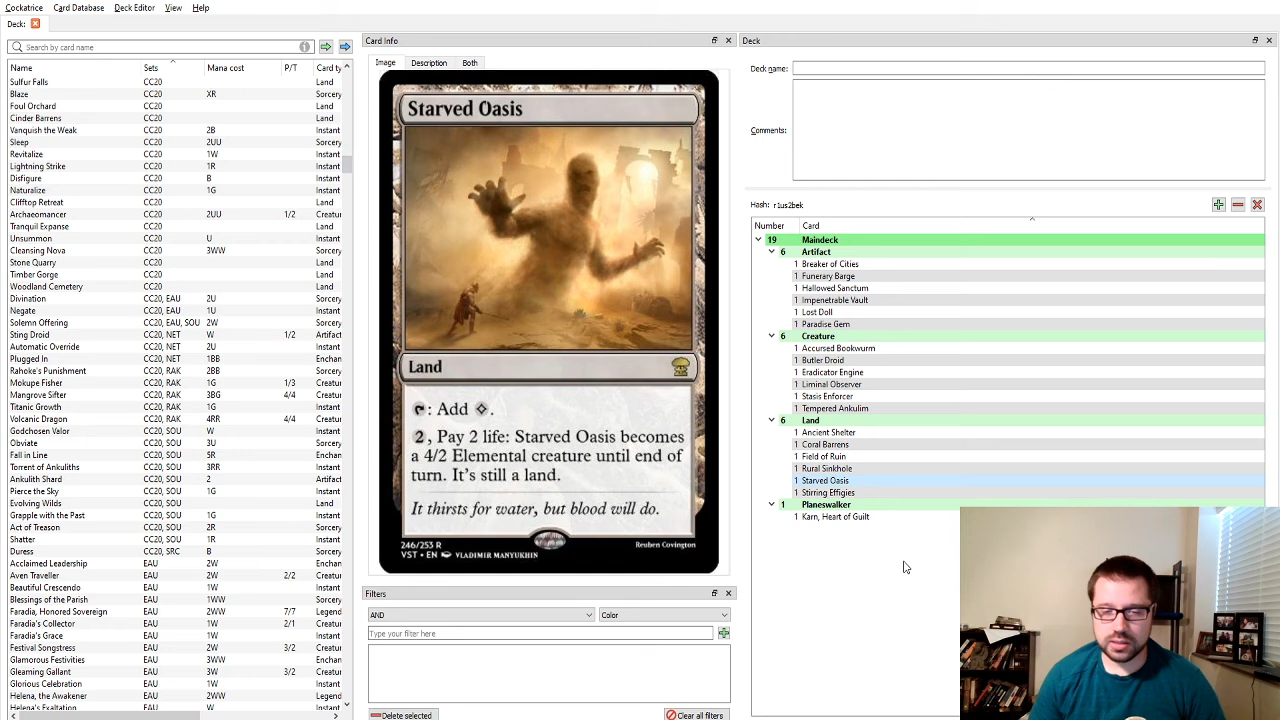 Cockatrice Card Database Deck Editor View Help
Deck:
Search by card name
Name Sets Mana cost P/T Card ty
Sulfur Falls CC20 Land
Blaze CC20 XR Sorcery
Foul Orchard CC20 Land
Cinder Barrens CC20 Land
Vanquish the Weak CC20 2B Instant
Sleep CC20 2UU Sorcery
Revitalize CC20 1W Instant
Lightning Strike CC20 1R Instant
Disfigure CC20 B Instant
Naturalize CC20 1G Instant
Clifftop Retreat CC20 Land
Archaeomancer CC20 2UU 1/2 Creatur
Tranquil Expanse CC20 Land
Unsummon CC20 U Instant
Cleansing Nova CC20 3WW Sorcery
Stone Quarry CC20 Land
Timber Gorge CC20 Land
Woodland Cemetery CC20 Land
Divination CC20, EAU 2U Sorcery
Negate CC20, EAU 1U Instant
Solemn Offering CC20, EAU, SOU 2W Sorcery
Sting Droid CC20, NET W 1/2 Artifac
Automatic Override CC20, NET 2U Instant
Plugged In CC20, NET 1BB Enchan
Rahoke's Punishment CC20, RAK 2BB Instant
Mokupe Fisher CC20, RAK 1G 1/3 Creatur
Mangrove Sifter CC20, RAK 3BG 4/4 Creatur
Titanic Growth CC20, RAK 1G Instant
Volcanic Dragon CC20, RAK 4RR 4/4 Creatur
Godchosen Valor CC20, SOU W Instant
Obviate CC20, SOU 3U Instant
Fall in Line CC20, SOU 5R Enchan
Torrent of Ankuliths CC20, SOU 3RR Instant
Ankulith Shard CC20, SOU 2 Artifact
Pierce the Sky CC20, SOU 1G Instant
Evolving Wilds CC20, SOU Land
Grapple with the Past CC20, SOU 1G Instant
Act of Treason CC20, SOU 2R Sorcery
Shatter CC20, SOU 1R Instant
Duress CC20, SRC B Sorcery
Acclaimed Leadership EAU 2W Enchan
Aven Traveller EAU 2W 2/2 Creatur
Beautiful Crescendo EAU 1W Instant
Blessings of the Parish EAU 1WW Instant
Faradia, Honored Sovereign EAU 2WW 7/7 Legend
Faradia's Collector EAU 1W 2/1 Creatur
Faradia's Grace EAU 1W Instant
Festival Songstress EAU 2W 3/2 Creatur
Glamorous Festivities EAU 3WW Enchan
Gleaming Gallant EAU 3W 3/2 Creatur
Glorious Celebration EAU 1W Sorcery
Helena, the Awakener EAU 2WW Legend
Helena's Exaltation EAU 2W Enchan
Card Info
Image Description Both
Starved Oasis
Land
: Add .
2, Pay 2 life: Starved Oasis becomes
a 4/2 Elemental creature until end of
turn. It's still a land.
It thirsts for water, but blood will do.
246/253 R
VST • EN VLADIMIR MANYUKHIN
Reuben Covington
Filters
AND Color
Type your filter here
Delete selected Clear all filters
Deck
Deck name:
Comments:
Hash: r1us2bek
Number Card
19 Maindeck
6 Artifact
1 Breaker of Cities
1 Funerary Barge
1 Hallowed Sanctum
1 Impenetrable Vault
1 Lost Doll
1 Paradise Gem
6 Creature
1 Accursed Bookwurm
1 Butler Droid
1 Eradicator Engine
1 Liminal Observer
1 Stasis Enforcer
1 Tempered Ankulim
6 Land
1 Ancient Shelter
1 Coral Barrens
1 Field of Ruin
1 Rural Sinkhole
1 Starved Oasis
1 Stirring Effigies
1 Planeswalker
1 Karn, Heart of Guilt